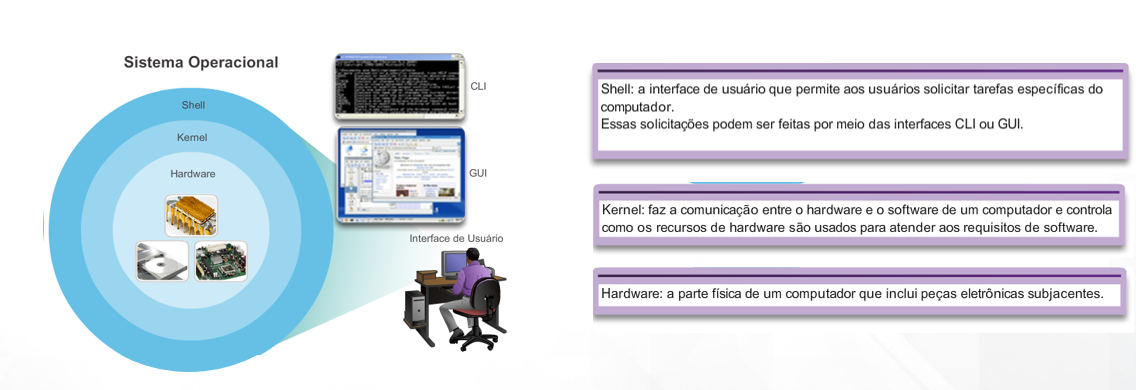 Sistema Operacional
Shell
Kernel
Hardware
CLI
GUI
Interface de Usuário
Shell: a interface de usuário que permite aos usuários solicitar tarefas específicas do
computador.
Essas solicitações podem ser feitas por meio das interfaces CLI ou GUI.
Kernel: faz a comunicação entre o hardware e o software de um computador e controla
como os recursos de hardware são usados para atender aos requisitos de software.
Hardware: a parte física de um computador que inclui peças eletrônicas subjacentes.